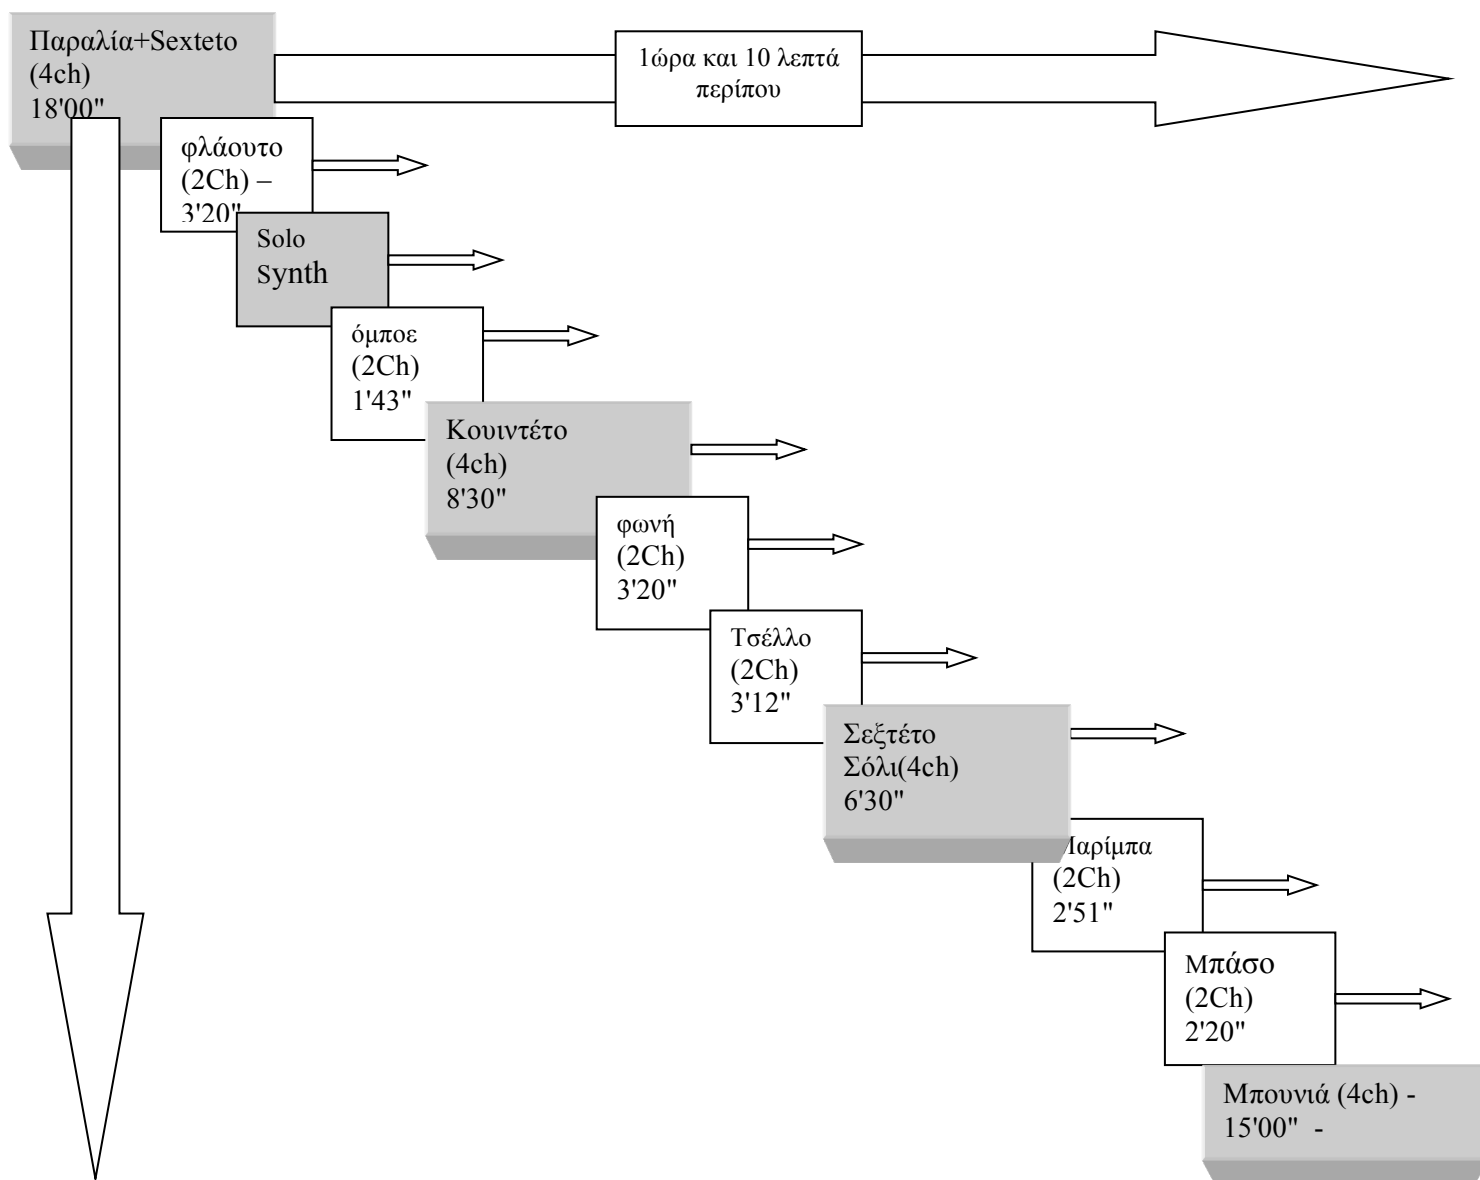 Παραλία+Sexteto
(4ch)
18'00"
1ώρα και 10 λεπτά
περίπου
φλάουτο
(2Ch) –
3'20"
Solo
Synth
όμποε
(2Ch)
1'43"
Κουιντέτο
(4ch)
8'30"
φωνή
(2Ch)
3'20"
Τσέλλο
(2Ch)
3'12"
Σεξτέτο
Σόλι(4ch)
6'30"
Μαρίμπα
(2Ch)
2'51"
Μπάσο
(2Ch)
2'20"
Μπουνιά (4ch) -
15'00" -